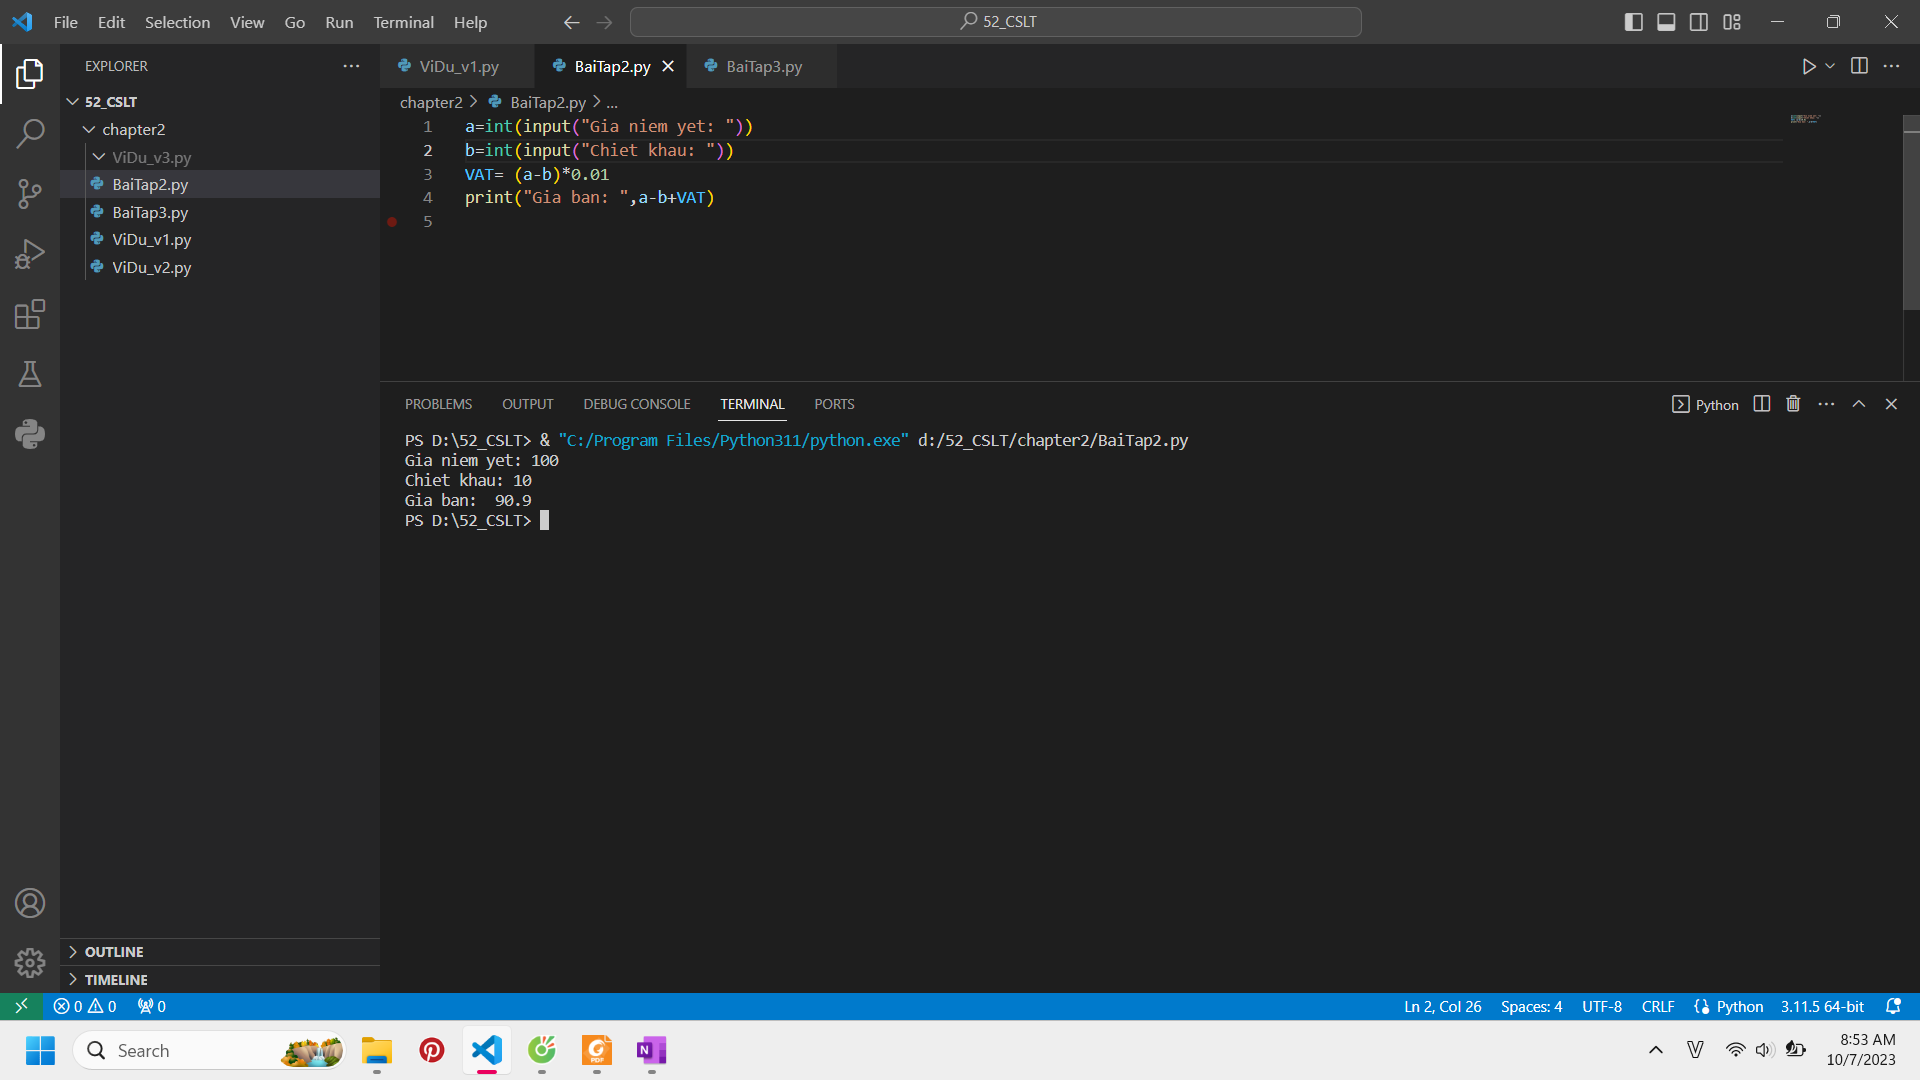 File Edit Selection View Go Run Terminal Help
52_CSLT
EXPLORER
52_CSLT
chapter2
ViDu_v3.py
BaiTap2.py
BaiTap3.py
ViDu_v1.py
ViDu_v2.py
OUTLINE
TIMELINE
ViDu_v1.py BaiTap2.py BaiTap3.py
chapter2 > BaiTap2.py > ...
1 a=int(input("Gia niem yet: "))
2 b=int(input("Chiet khau: "))
3 VAT= (a-b)*0.01
4 print("Gia ban: ",a-b+VAT)
5
PROBLEMS OUTPUT DEBUG CONSOLE TERMINAL PORTS
Python
PS D:\52_CSLT> & "C:/Program Files/Python311/python.exe" d:/52_CSLT/chapter2/BaiTap2.py
Gia niem yet: 100
Chiet khau: 10
Gia ban:  90.9
PS D:\52_CSLT>
0 0 0
Ln 2, Col 26 Spaces: 4 UTF-8 CRLF Python 3.11.5 64-bit
Search
PDF
N
V
8:53 AM
10/7/2023